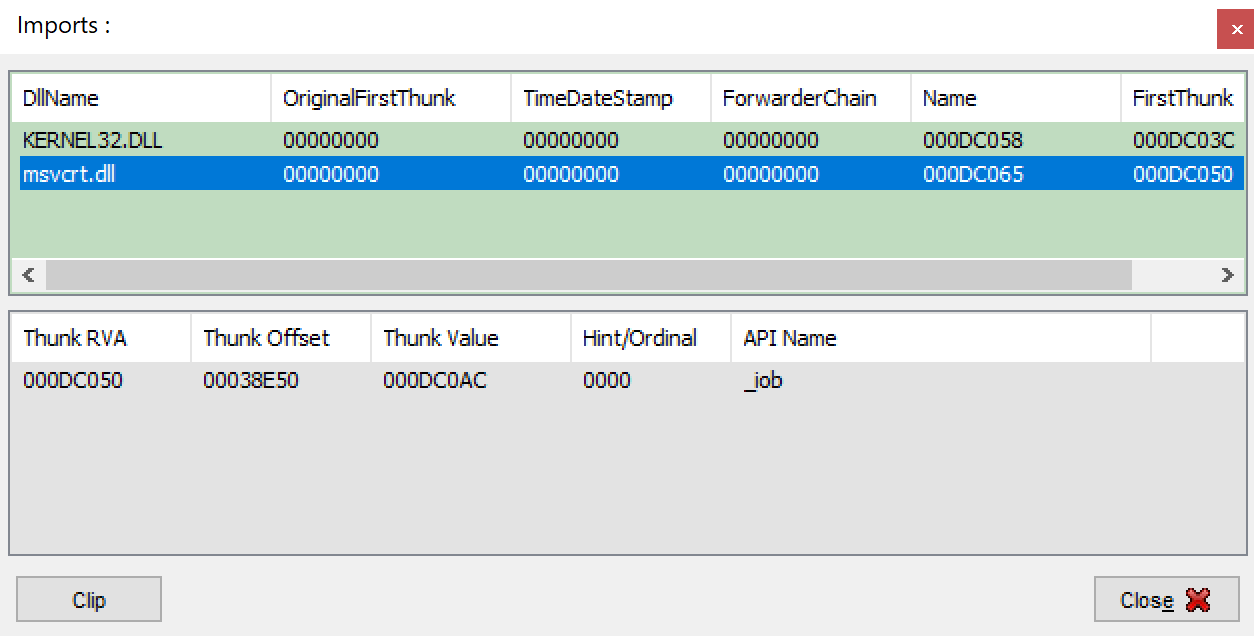 Imports :
DllName OriginalFirstThunk TimeDateStamp ForwarderChain Name FirstThunk
KERNEL32.DLL 00000000 00000000 00000000 000DC058 000DC03C
msvcrt.dll 00000000 00000000 00000000 000DC065 000DC050
Thunk RVA Thunk Offset Thunk Value Hint/Ordinal API Name
000DC050 00038E50 000DC0AC 0000 _iob
Clip Close